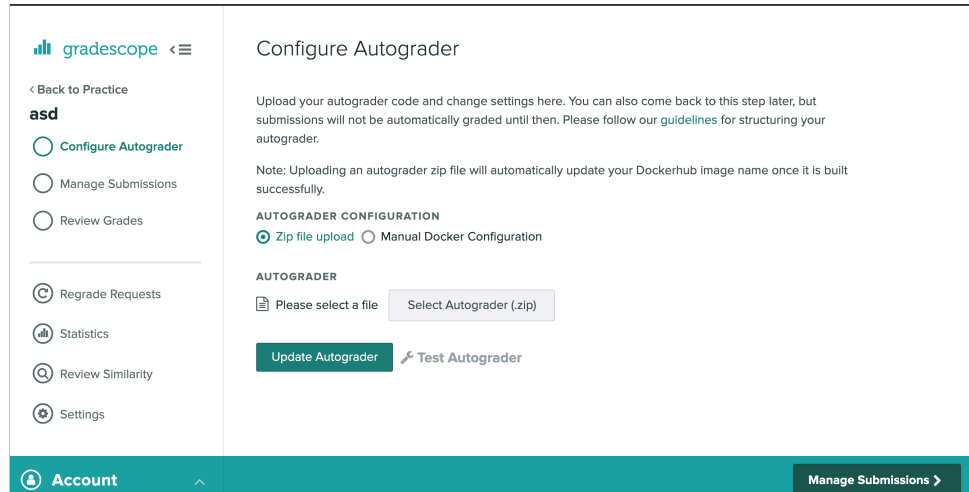 gradescope
Back to Practice
asd
Configure Autograder
Manage Submissions
Review Grades
Regrade Requests
Statistics
Review Similarity
Settings
Account
Configure Autograder
Upload your autograder code and change settings here. You can also come back to this step later, but
submissions will not be automatically graded until then. Please follow our guidelines for structuring your
autograder.
Note: Uploading an autograder zip file will automatically update your Dockerhub image name once it is built
successfully.
AUTOGRADER CONFIGURATION
Zip file upload Manual Docker Configuration
AUTOGRADER
Please select a file Select Autograder (.zip)
Update Autograder Test Autograder
Manage Submissions